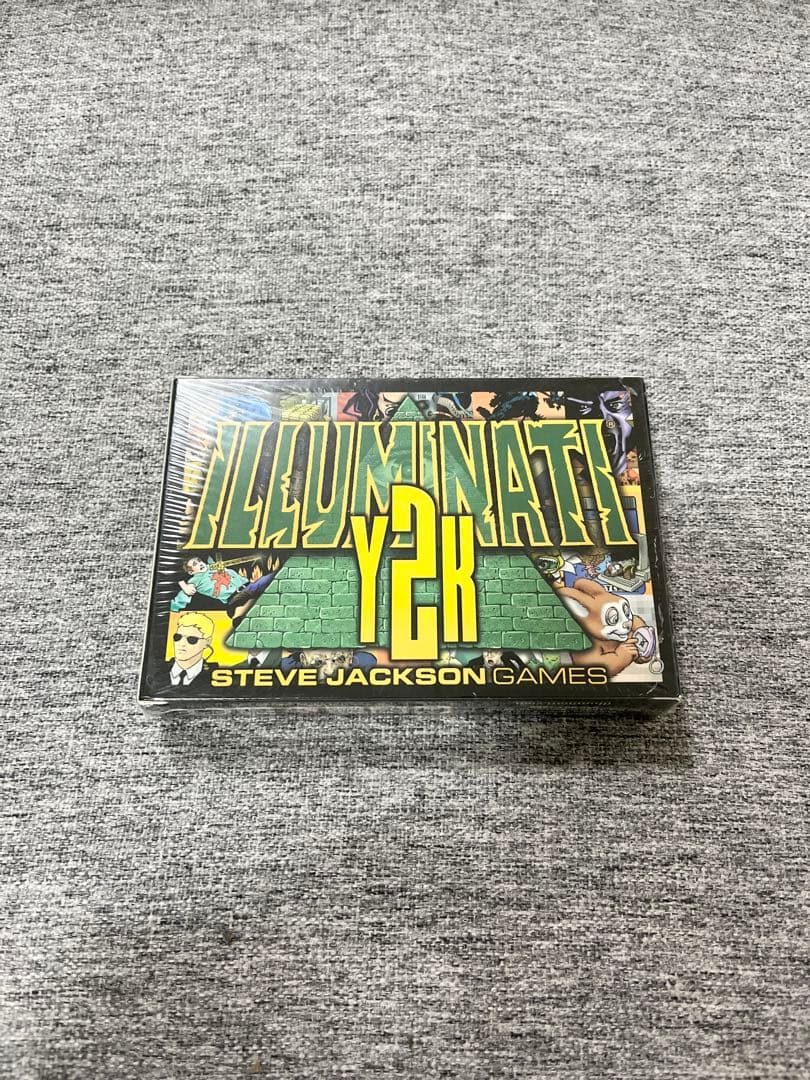 ILLUMINATI®
Y2K
STEVE JACKSON GAMES